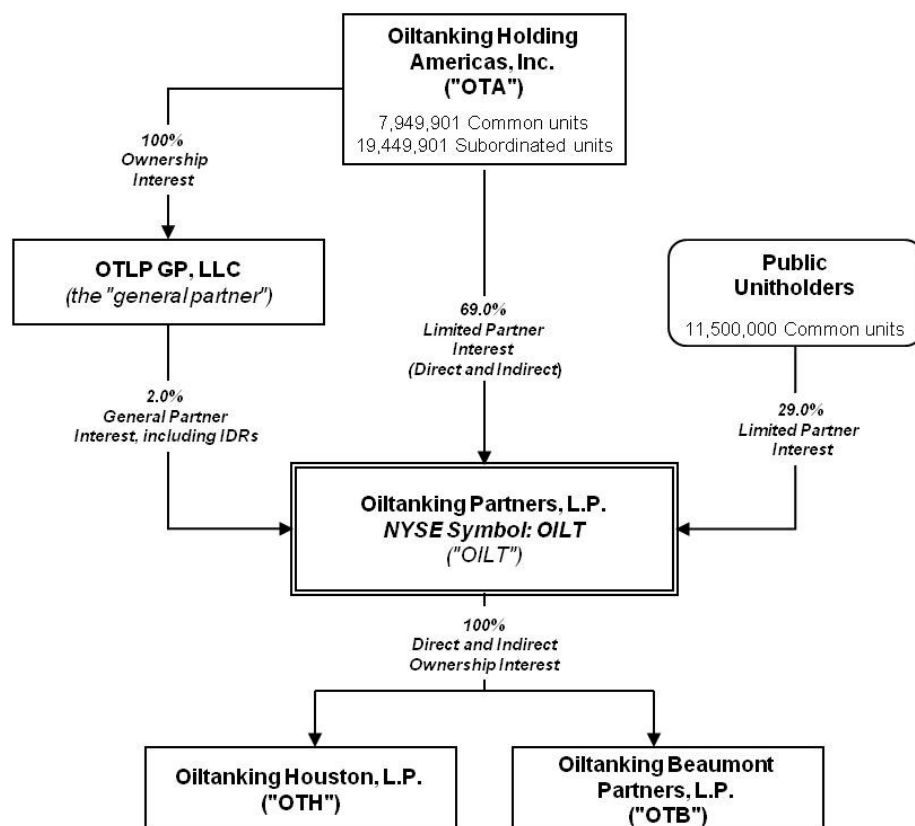 Oiltanking Holding
Americas, Inc.
("OTA")
7,949,901 Common units
19,449,901 Subordinated units
100%
Ownership
Interest
OTLP GP, LLC
(the "general partner")
69.0%
Limited Partner
Interest
(Direct and Indirect)
Public
Unitholders
11,500,000 Common units
2.0%
General Partner
Interest, including IDRs
29.0%
Limited Partner
Interest
Oiltanking Partners, L.P.
NYSE Symbol: OILT
("OILT")
100%
Direct and Indirect
Ownership Interest
Oiltanking Houston, L.P.
("OTH")
Oiltanking Beaumont
Partners, L.P.
("OTB")